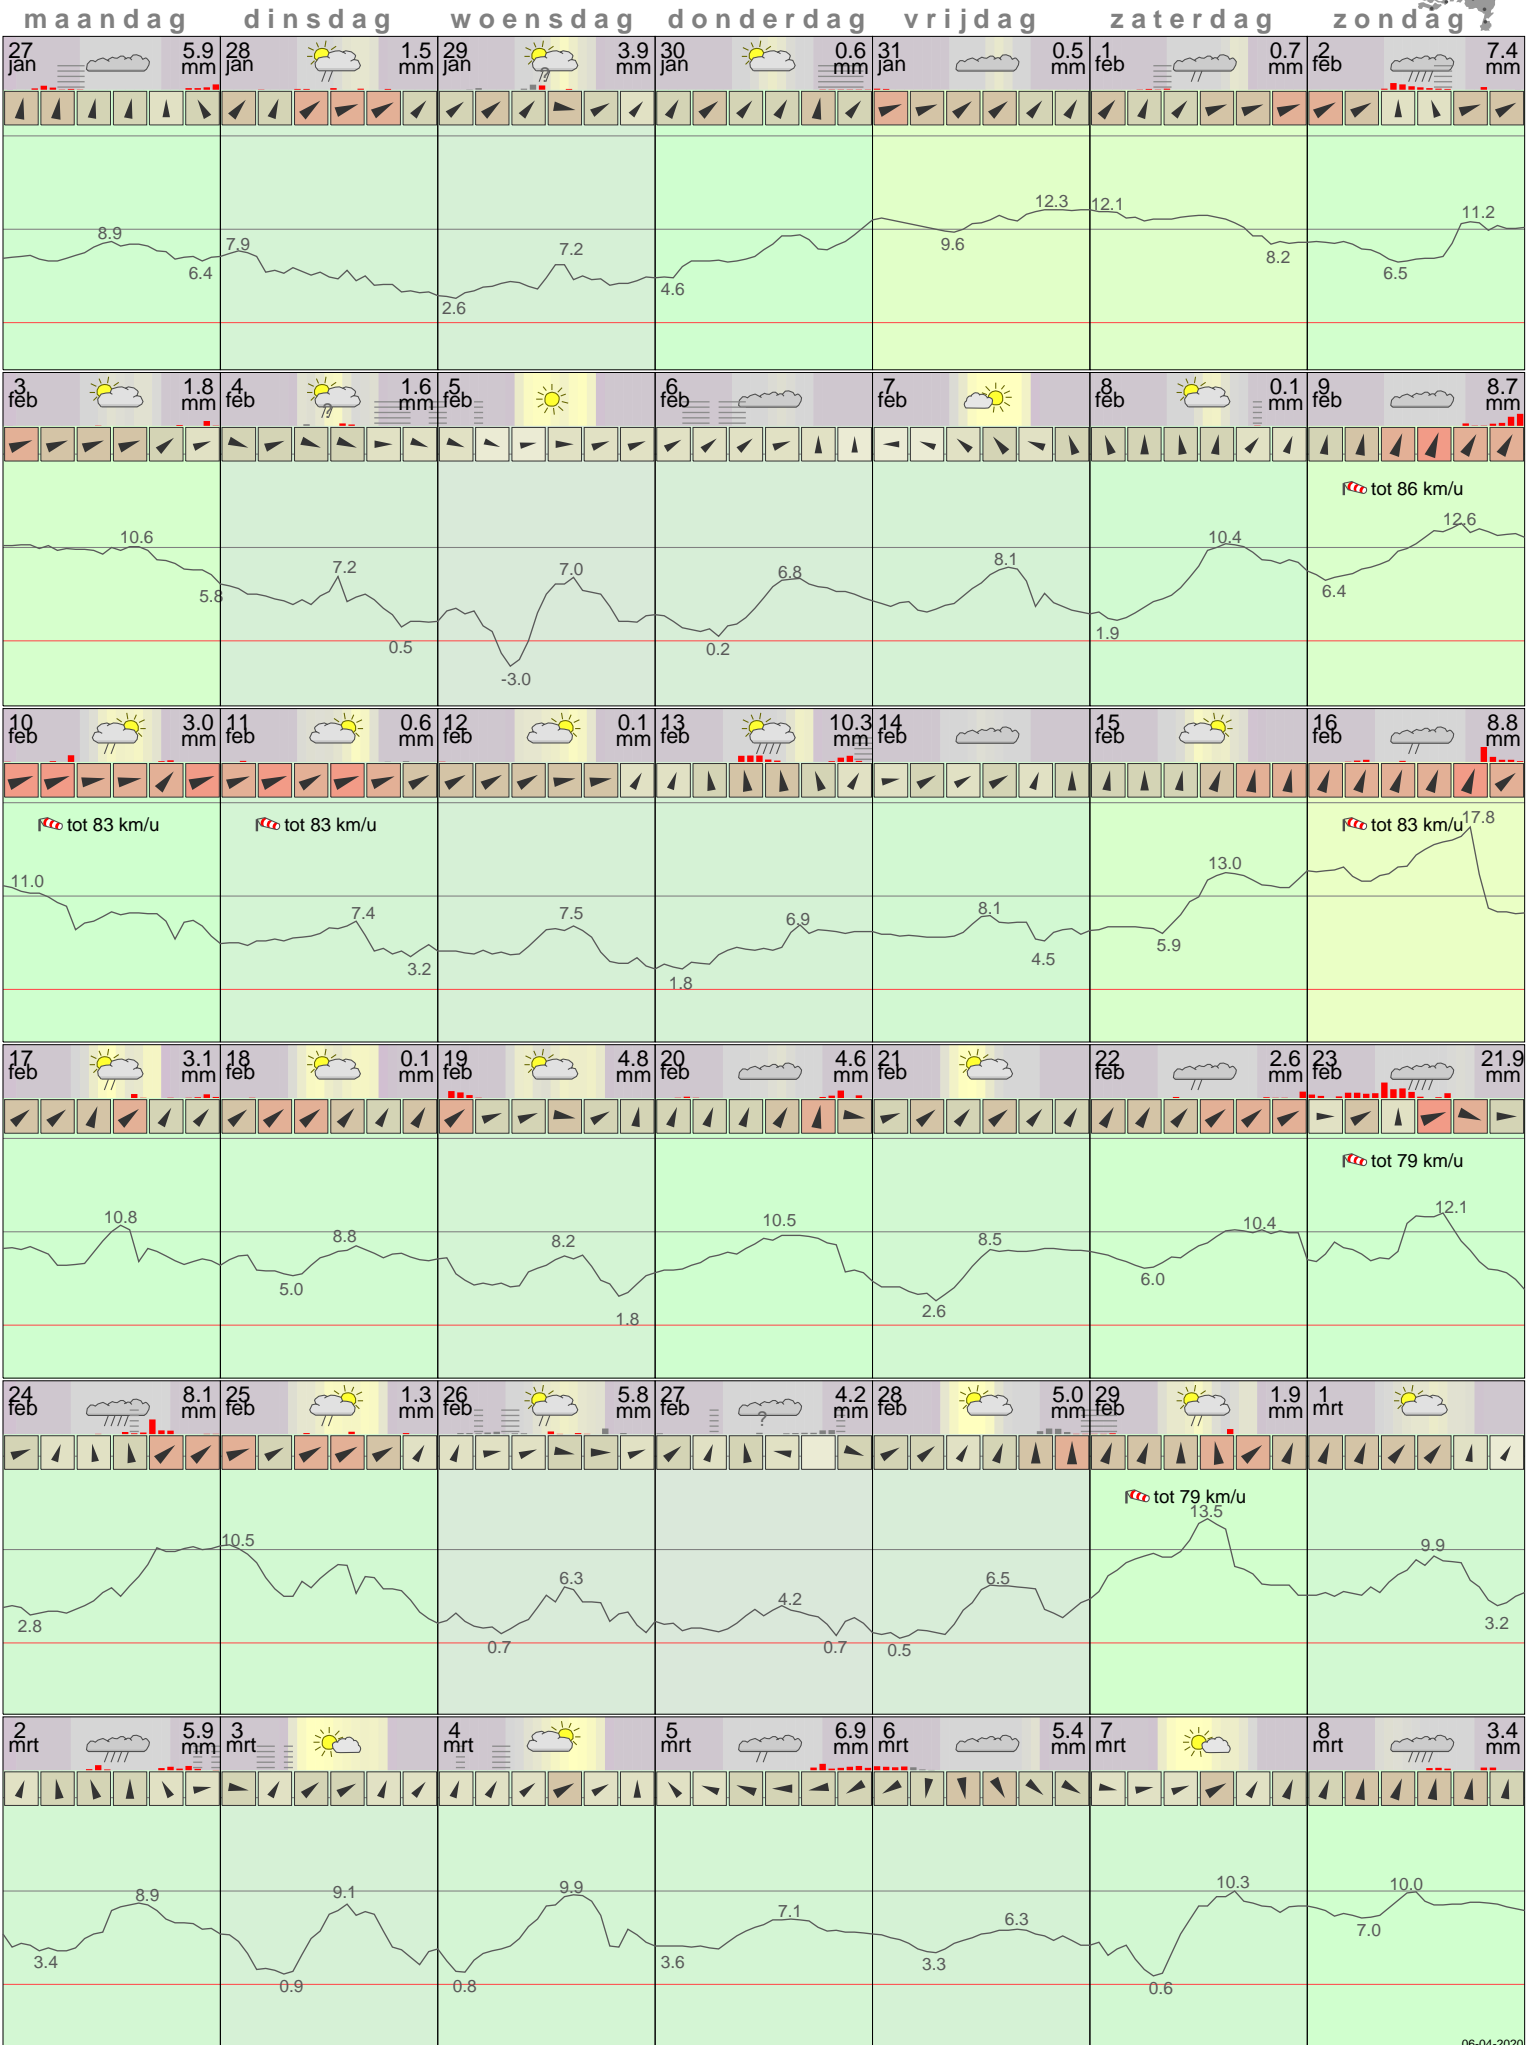 maandag dinsdag woensdag donderdag vrijdag zaterdag zondag
27 jan 5.9 mm 28 jan 1.5 mm 29 jan 3.9 mm 30 jan 0.6 mm 31 jan 0.5 mm 1 feb 0.7 mm 2 feb 7.4 mm
?
8.9 6.4 7.9 2.6 7.2 4.6 9.6 12.3 12.1 8.2 6.5 11.2
3 feb 1.8 mm 4 feb 1.6 mm 5 feb 6 feb 7 feb 8 feb 0.1 mm 9 feb 8.7 mm
?
tot 86 km/u
10.6 5.8 7.2 0.5 -3.0 7.0 0.2 6.8 8.1 1.9 10.4 6.4 12.6
10 feb 3.0 mm 11 feb 0.6 mm 12 feb 0.1 mm 13 feb 10.3 mm 14 feb 15 feb 16 feb 8.8 mm
tot 83 km/u tot 83 km/u tot 83 km/u
11.0 7.4 3.2 7.5 1.8 6.9 8.1 4.5 5.9 13.0 17.8
17 feb 3.1 mm 18 feb 0.1 mm 19 feb 4.8 mm 20 feb 4.6 mm 21 feb 22 feb 2.6 mm 23 feb 21.9 mm
tot 79 km/u
10.8 5.0 8.8 8.2 1.8 10.5 2.6 8.5 6.0 10.4 12.1
24 feb 8.1 mm 25 feb 1.3 mm 26 feb 5.8 mm 27 feb 4.2 mm 28 feb 5.0 mm 29 feb 1.9 mm 1 mrt
?
tot 79 km/u
2.8 10.5 0.7 6.3 4.2 0.7 0.5 6.5 13.5 9.9 3.2
2 mrt 5.9 mm 3 mrt 4 mrt 5 mrt 6.9 mm 6 mrt 5.4 mm 7 mrt 8 mrt 3.4 mm
3.4 8.9 0.9 9.1 0.8 9.9 3.6 7.1 3.3 6.3 0.6 10.3 7.0 10.0
06-04-2020